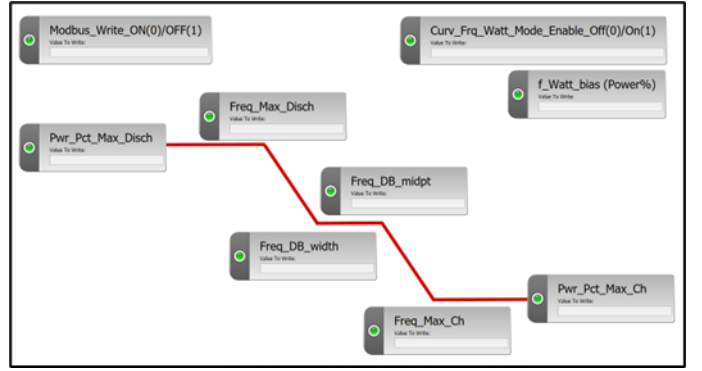 Modbus_Write_ON(0)/OFF(1)
Value To Write:
Curv_Frq_Watt_Mode_Enable_Off(0)/On(1)
Value To Write:
f_Watt_bias (Power%)
Value To Write:
Freq_Max_Disch
Value To Write:
Pwr_Pct_Max_Disch
Value To Write:
Freq_DB_midpt
Value To Write:
Freq_DB_width
Value To Write:
Pwr_Pct_Max_Ch
Value To Write:
Freq_Max_Ch
Value To Write: